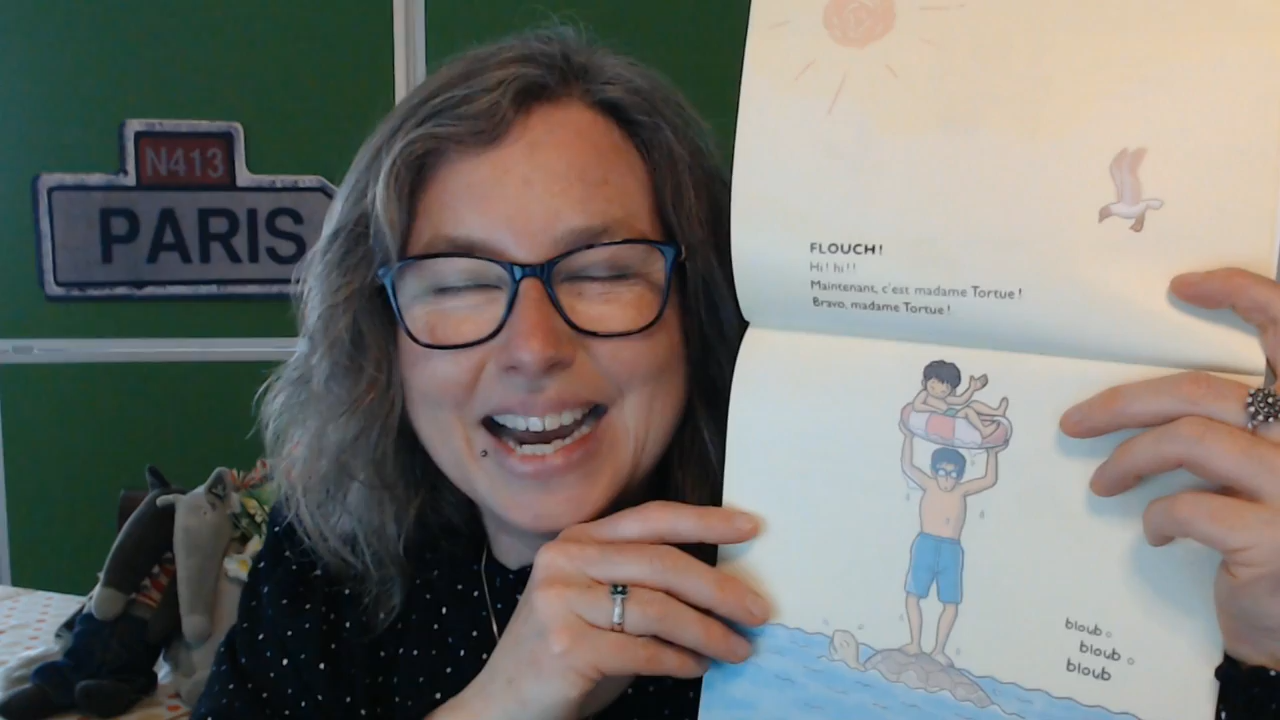 N413
PARIS
FLOUCH!
Hi! hi!!
Maintenant, c'est madame Tortue!
Bravo, madame Tortue!
bloub
bloub
bloub